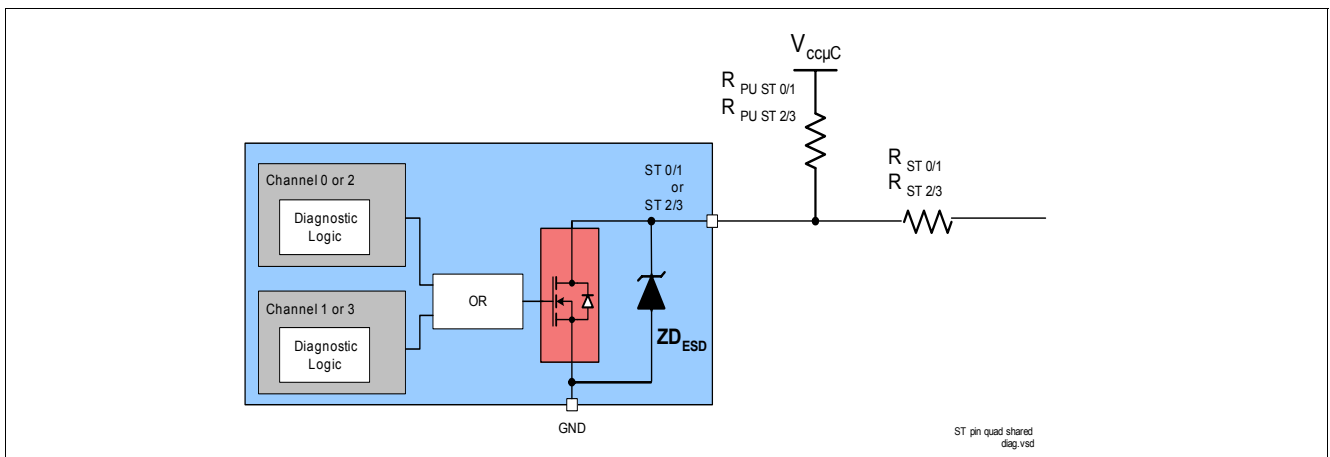 VccµC
R PU ST 0/1
R PU ST 2/3
R ST 0/1
R ST 2/3
ST 0/1
or
ST 2/3
Channel 0 or 2
Diagnostic
Logic
OR
Channel 1 or 3
Diagnostic
Logic
ZDESD
GND
ST pin quad shared
diag.vsd